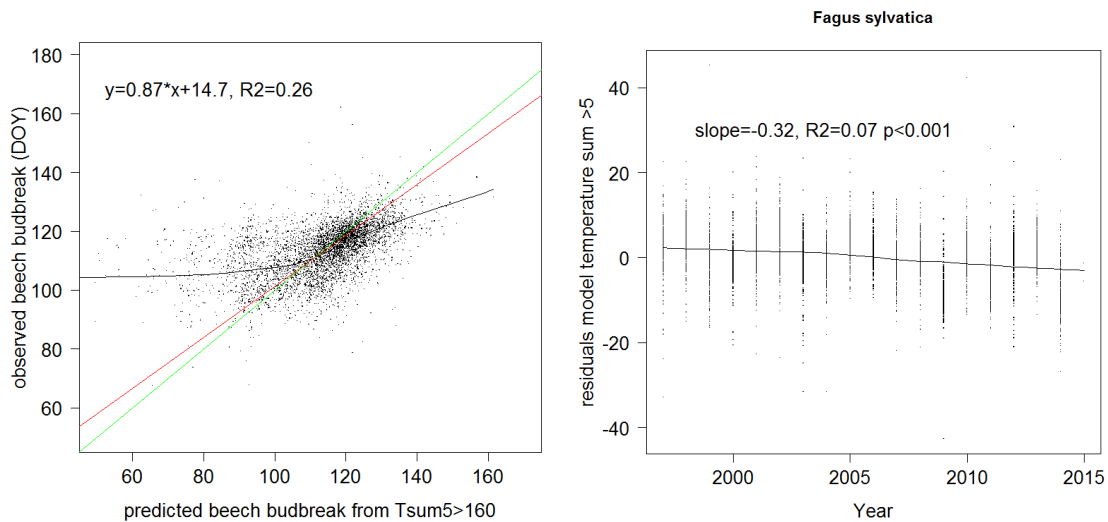 180
160
140
120
100
80
60
observed beech budbreak (DOY)
y=0.87*x+14.7, R2=0.26
60 80 100 120 140 160
predicted beech budbreak from Tsum5>160
Fagus sylvatica
40
20
0
-20
-40
residuals model temperature sum >5
slope=-0.32, R2=0.07 p<0.001
2000 2005 2010 2015
Year